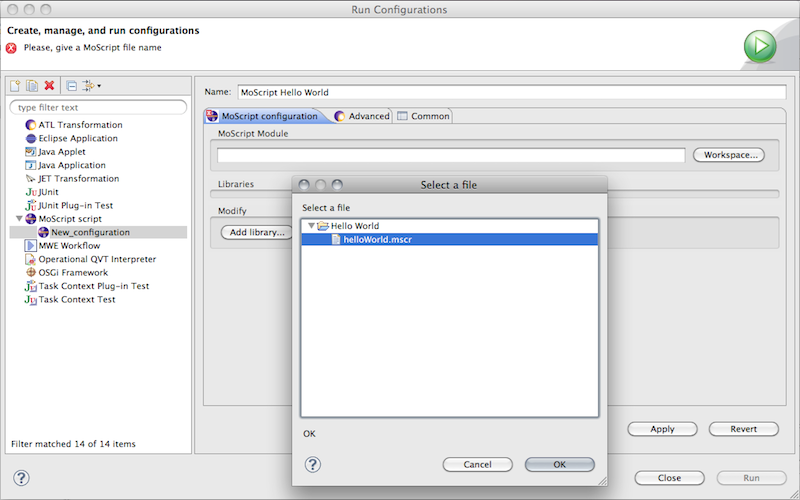 Run Configurations
Create, manage, and run configurations
Please, give a MoScript file name
type filter text
ATL Transformation
Eclipse Application
Java Applet
Java Application
JET Transformation
JUnit
JUnit Plug-in Test
MoScript script
New_configuration
MWE Workflow
Operational QVT Interpreter
OSGi Framework
Task Context Plug-in Test
Task Context Test
Filter matched 14 of 14 items
Name: MoScript Hello World
MoScript configuration Advanced Common
MoScript Module
Workspace...
Libraries
Modify
Add library...
Select a file
Select a file
Hello World
helloWorld.mscr
OK
? Cancel OK
Apply Revert
? Close Run